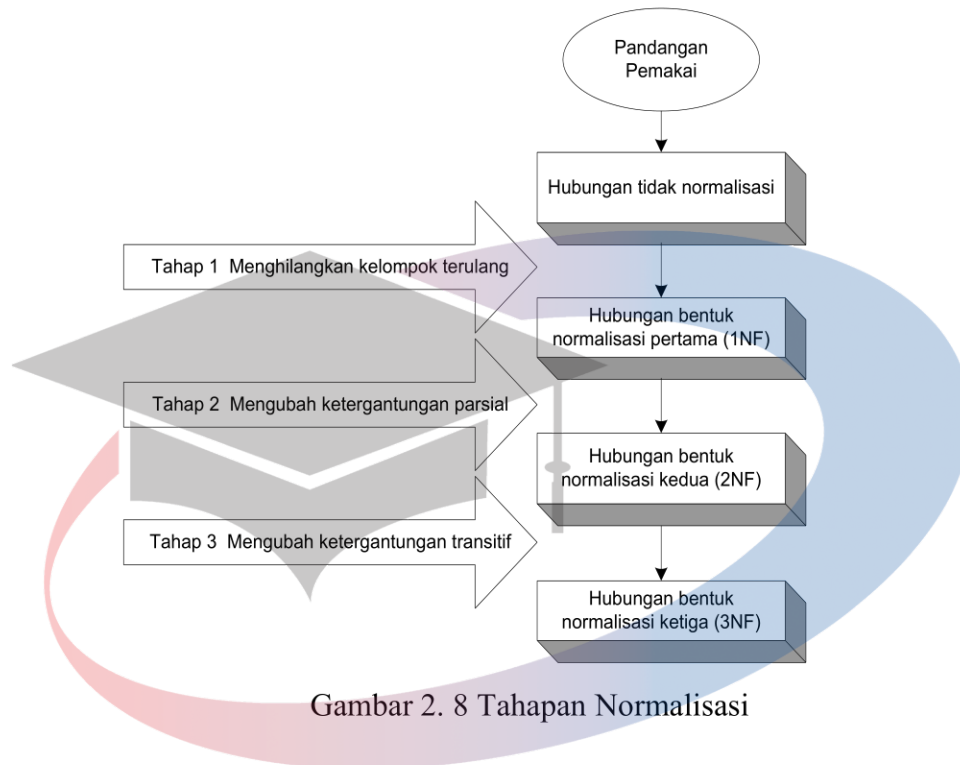 Pandangan
Pemakai
Hubungan tidak normalisasi
Tahap 1  Menghilangkan kelompok terulang
Hubungan bentuk
normalisasi pertama (1NF)
Tahap 2  Mengubah ketergantungan parsial
Hubungan bentuk
normalisasi kedua (2NF)
Tahap 3  Mengubah ketergantungan transitif
Hubungan bentuk
normalisasi ketiga (3NF)
Gambar 2. 8 Tahapan Normalisasi